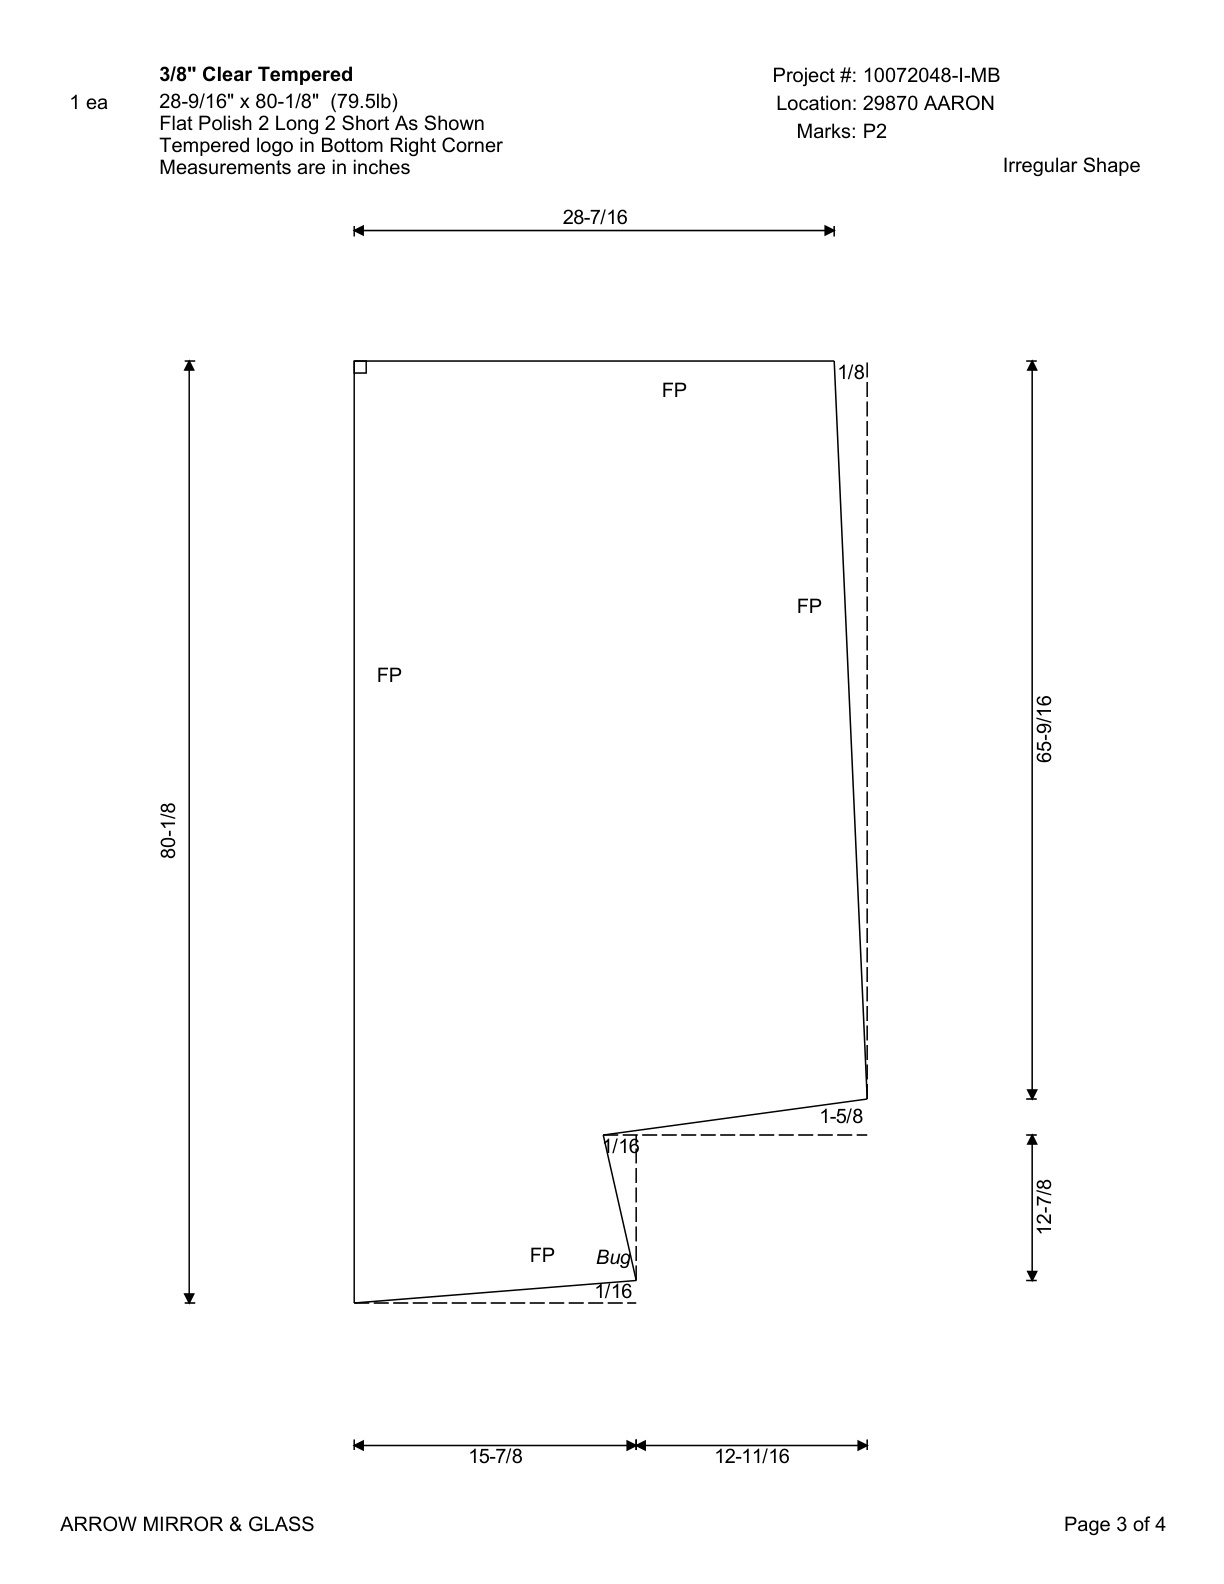 3/8" Clear Tempered
1 ea
28-9/16" x 80-1/8" (79.5lb)
Flat Polish 2 Long 2 Short As Shown
Tempered logo in Bottom Right Corner
Measurements are in inches
Project #: 10072048-I-MB
Location: 29870 AARON
Marks: P2
Irregular Shape
28-7/16
1/8
FP
FP
FP
65-9/16
80-1/8
1-5/8
1/16
12-7/8
FP
Bug
1/16
15-7/8
12-11/16
ARROW MIRROR & GLASS
Page 3 of 4